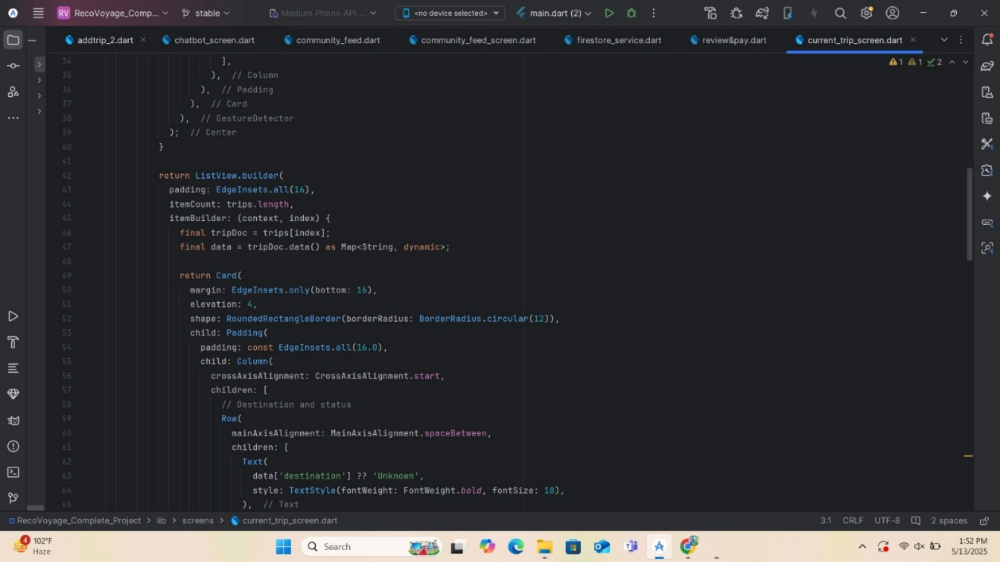 RV RecoVoyage_Comp... stable Medium Phone API ... <no device selected> main.dart (2)
addtrip_2.dart chatbot_screen.dart community_feed.dart community_feed_screen.dart firestore_service.dart review&pay.dart current_trip_screen.dart
1 1 2
34 ],
35 ), // Column
36 ), // Padding
37 ), // Card
38 ), // GestureDetector
39 ); // Center
40 }
41
42 return ListView.builder(
43 padding: EdgeInsets.all(16),
44 itemCount: trips.length,
45 itemBuilder: (context, index) {
46 final tripDoc = trips[index];
47 final data = tripDoc.data() as Map<String, dynamic>;
48
49 return Card(
50 margin: EdgeInsets.only(bottom: 16),
51 elevation: 4,
52 shape: RoundedRectangleBorder(borderRadius: BorderRadius.circular(12)),
53 child: Padding(
54 padding: const EdgeInsets.all(16.0),
55 child: Column(
56 crossAxisAlignment: CrossAxisAlignment.start,
57 children: [
58 // Destination and status
59 Row(
60 mainAxisAlignment: MainAxisAlignment.spaceBetween,
61 children: [
62 Text(
63 data['destination'] ?? 'Unknown',
64 style: TextStyle(fontWeight: FontWeight.bold, fontSize: 18),
65 ), // Text
RecoVoyage_Complete_Project > lib > screens > current_trip_screen.dart 3:1 CRLF UTF-8 2 spaces
4 102°F
Haze
Search
1:52 PM
5/13/2025